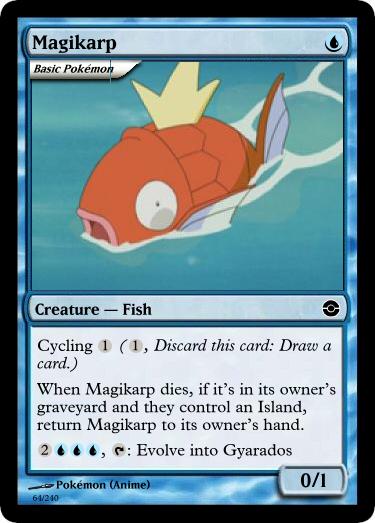 Magikarp
Basic Pokémon
Creature — Fish
Cycling 1 ( 1, Discard this card: Draw a
card.)
When Magikarp dies, if it's in its owner's
graveyard and they control an Island,
return Magikarp to its owner's hand.
2, : Evolve into Gyarados
0/1
Pokémon (Anime)
64/240